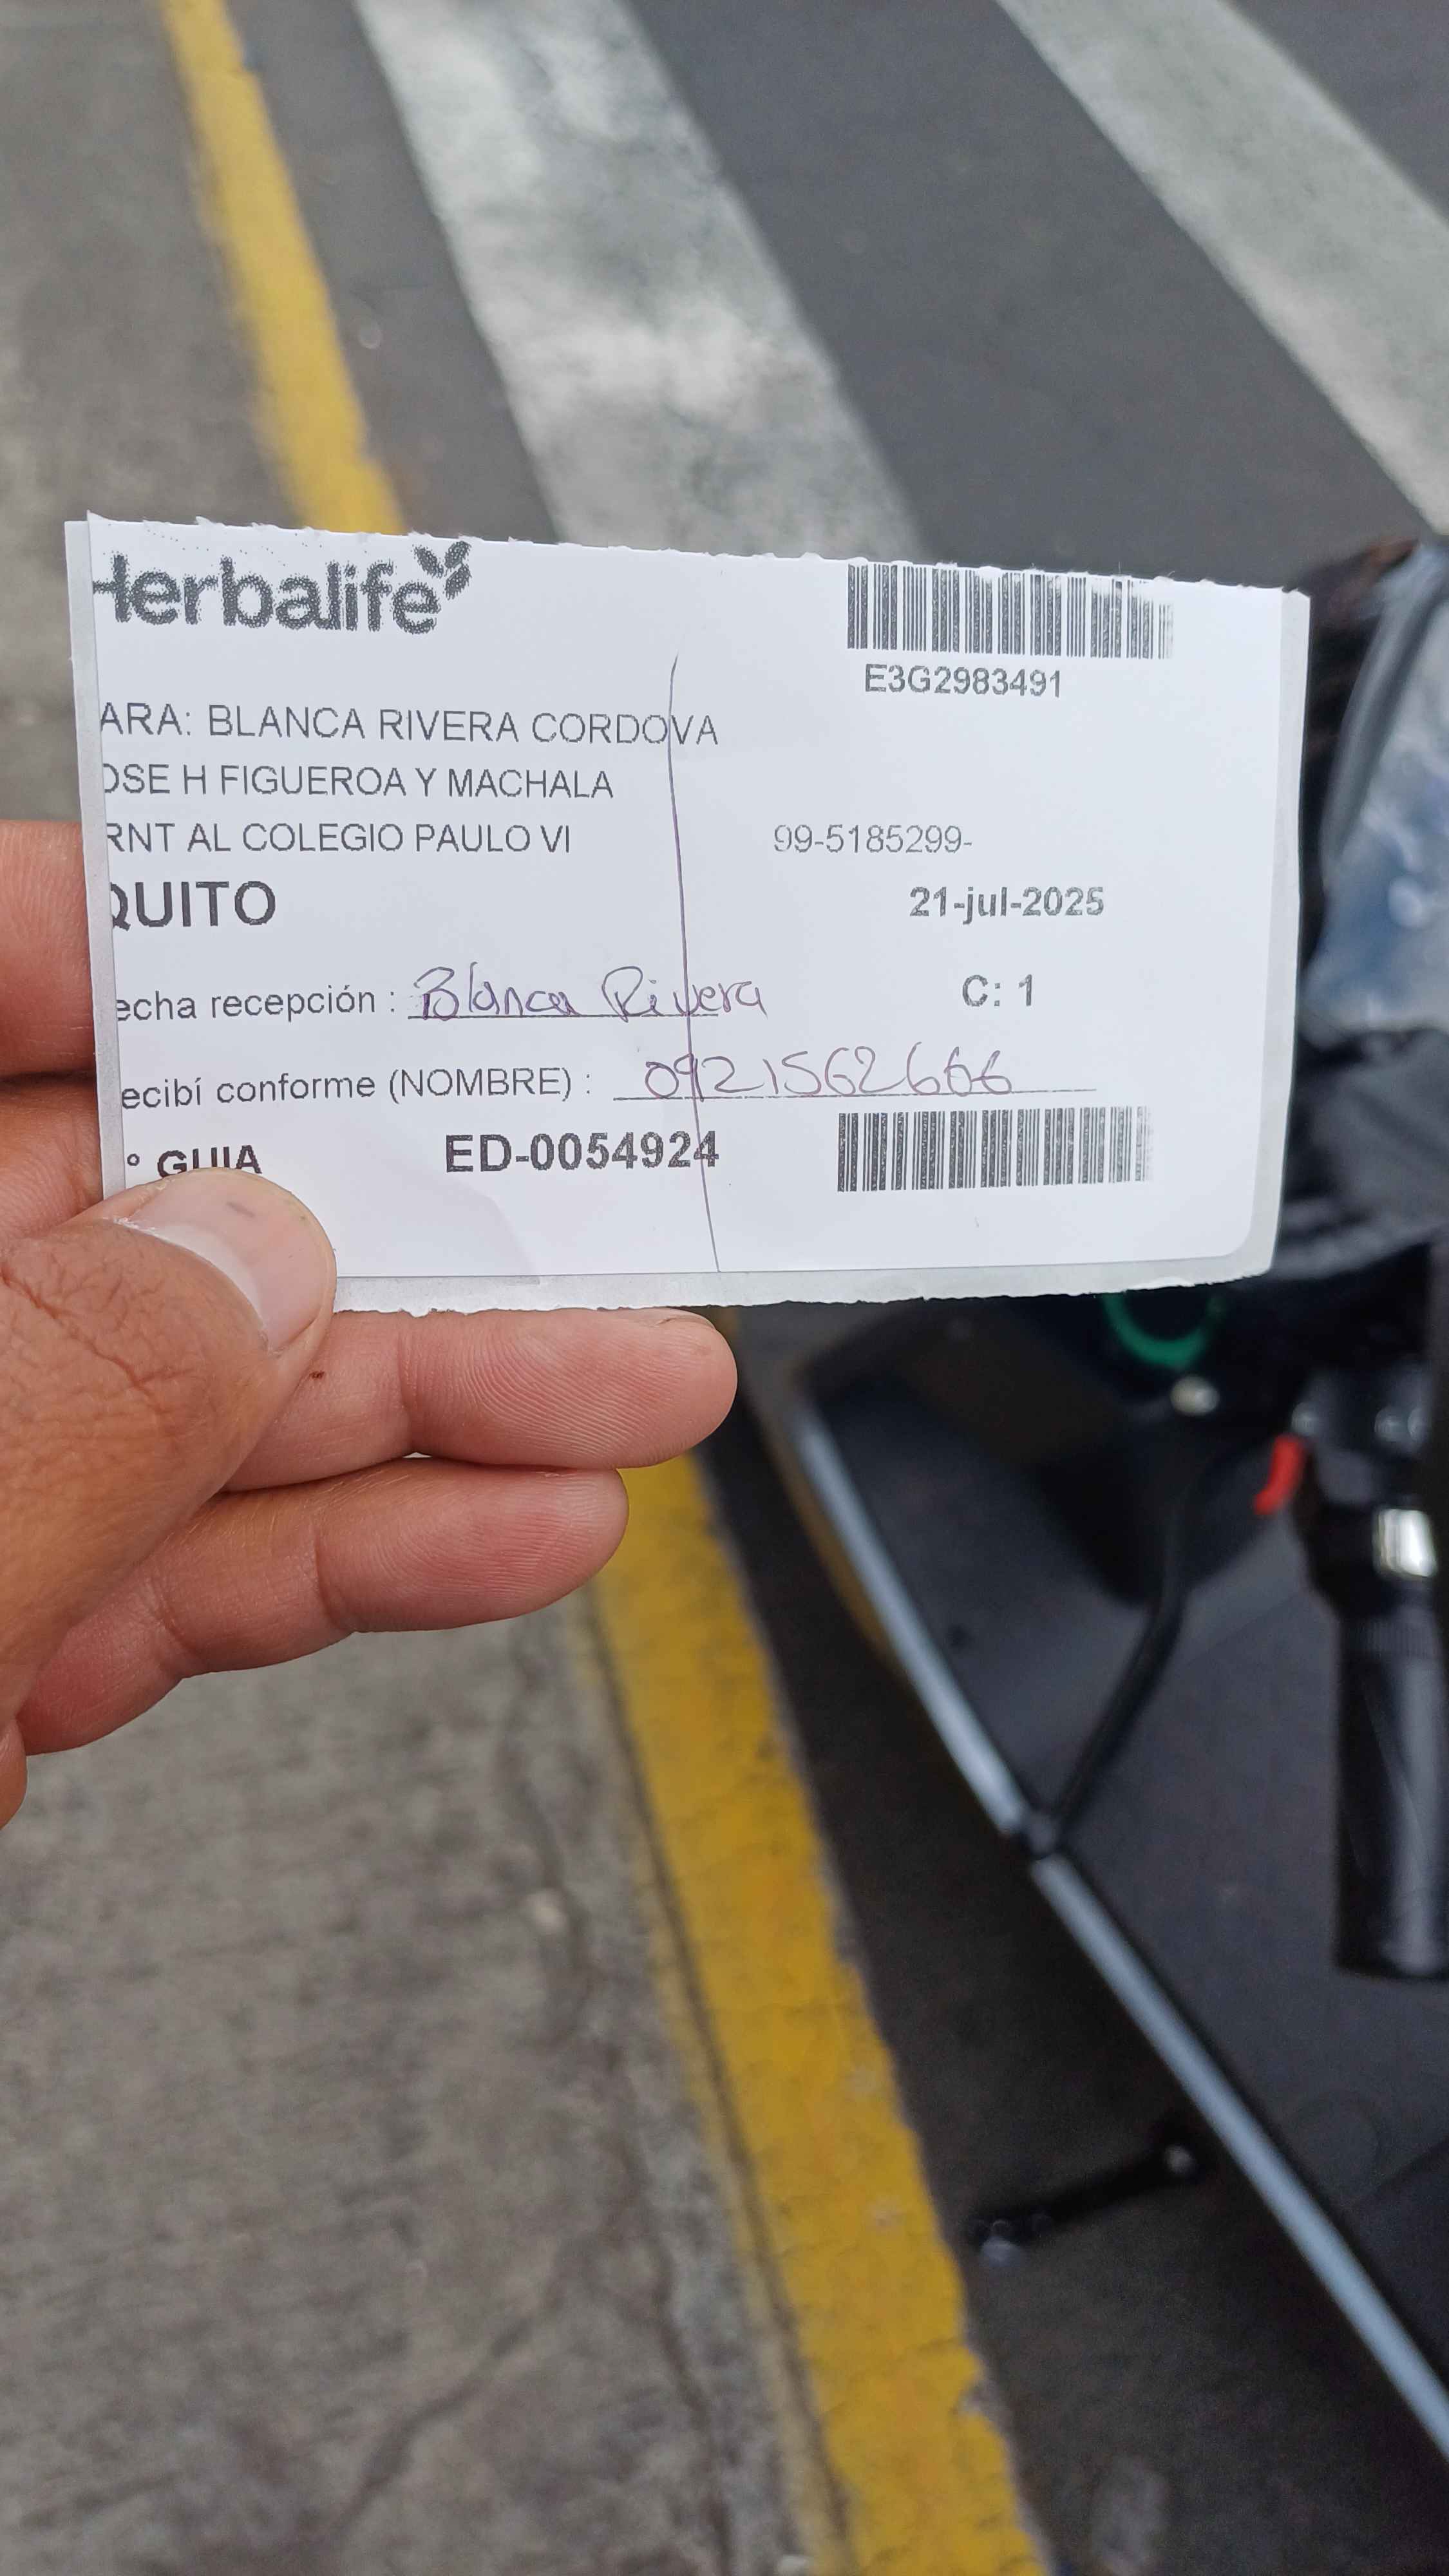 Herbalife
E3G2983491
ARA: BLANCA RIVERA CORDOVA
OSE H FIGUEROA Y MACHALA
RNT AL COLEGIO PAULO VI 99-5185299-
QUITO 21-jul-2025
echa recepción : Blanca Rivera C: 1
ecibí conforme (NOMBRE) : 0921562666
° GUIA ED-0054924